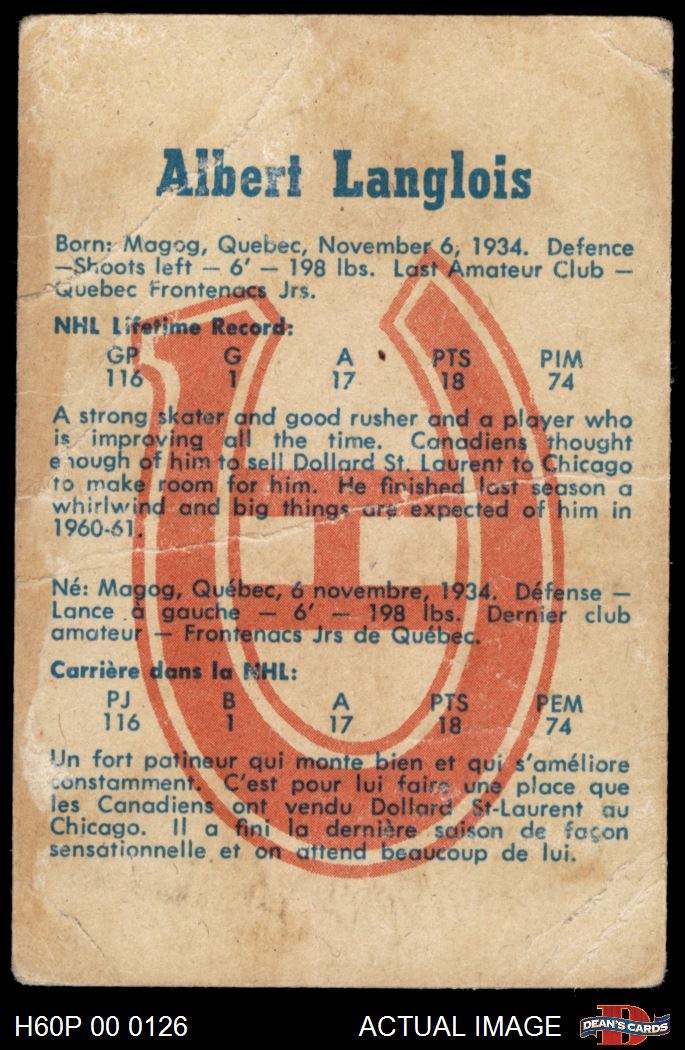 Albert Langlois
Born: Magog, Quebec, November 6, 1934. Defence
—Shoots left — 6' — 198 lbs. Last Amateur Club —
Quebec Frontenacs Jrs.
NHL Lifetime Record:
GP G A PTS PIM
116 1 17 18 74
A strong skater and good rusher and a player who
is improving all the time. Canadiens thought
enough of him to sell Dollard St. Laurent to Chicago
to make room for him. He finished last season a
whirlwind and big things are expected of him in
1960-61.
Né: Magog, Québec, 6 novembre, 1934. Défense —
Lance à gauche — 6' — 198 lbs. Dernier club
amateur — Frontenacs Jrs de Québec.
Carrière dans la NHL:
PJ B A PTS PEM
116 1 17 18 74
Un fort patineur qui monte bien et qui s'améliore
constamment. C'est pour lui faire une place que
les Canadiens ont vendu Dollard St-Laurent au
Chicago. Il a fini la dernière saison de façon
sensationnelle et on attend beaucoup de lui.
H60P 00 0126 ACTUAL IMAGE DEAN'S CARDS